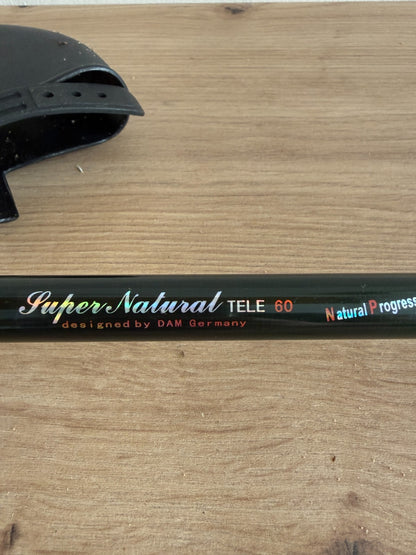 Super Natural TELE 60 Natural Progress
designed by DAM Germany